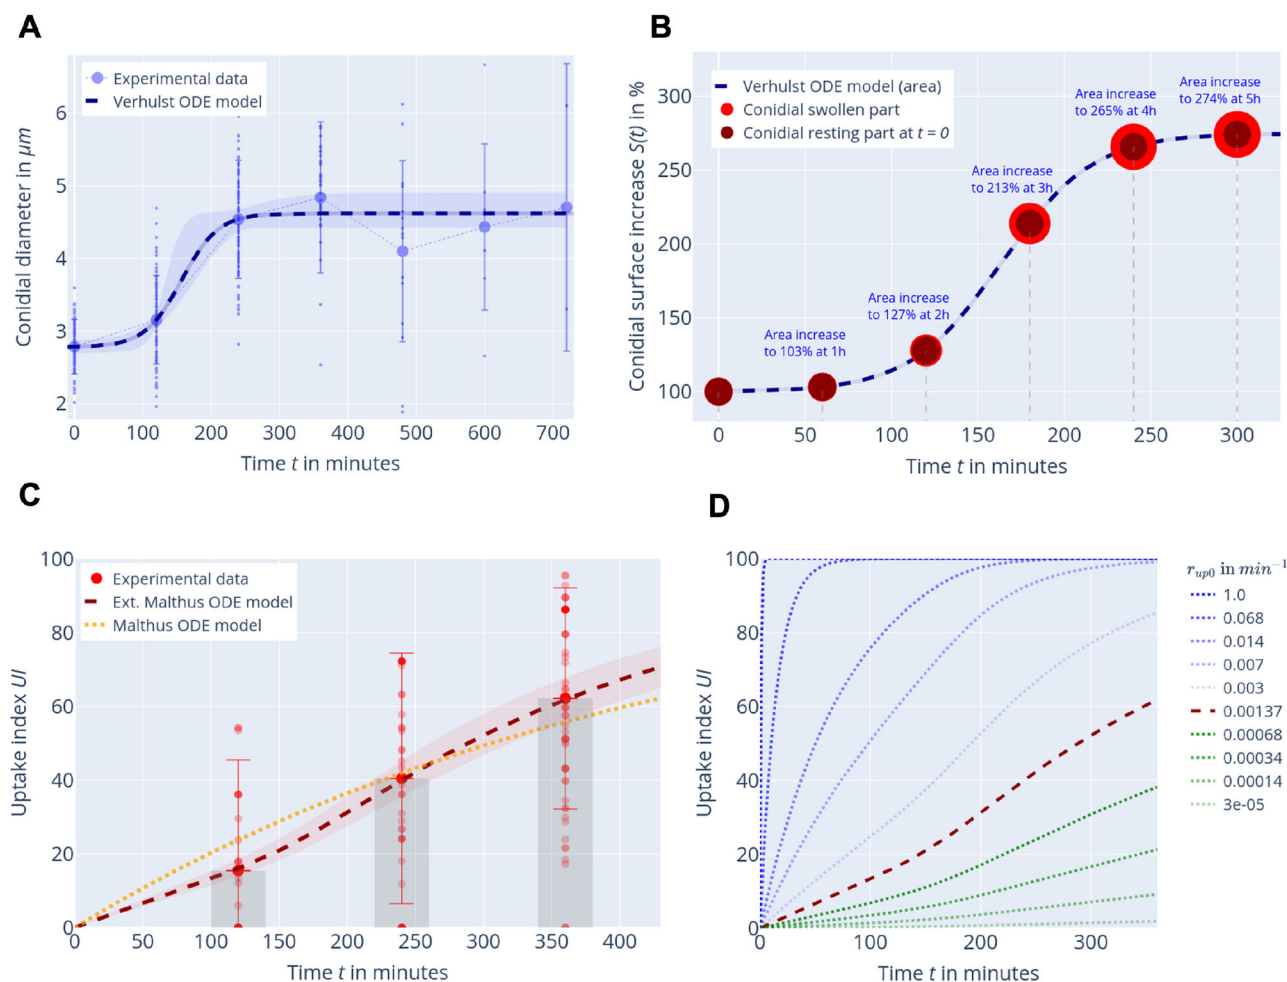 A
Experimental data
Verhulst ODE model
6
5
4
3
2
0
100
200
300
400
500
600
700
Conidial diameter in μm
Time t in minutes
B
Verhulst ODE model (area)
Conidial swollen part
Conidial resting part at t = 0
Area increase
to 103% at 1h
Area increase
to 127% at 2h
Area increase
to 213% at 3h
Area increase
to 265% at 4h
Area increase
to 274% at 5h
300
250
200
150
100
0
50
100
150
200
250
300
Conidial surface increase S(t) in %
Time t in minutes
C
Experimental data
Ext. Malthus ODE model
Malthus ODE model
100
80
60
40
20
0
0
50
100
150
200
250
300
350
400
Uptake index UI
Time t in minutes
D
100
80
60
40
20
0
0
100
200
300
Uptake index UI
Time t in minutes
r_up0 in min⁻¹
1.0
0.068
0.014
0.007
0.003
0.00137
0.00068
0.00034
0.00014
3e-05